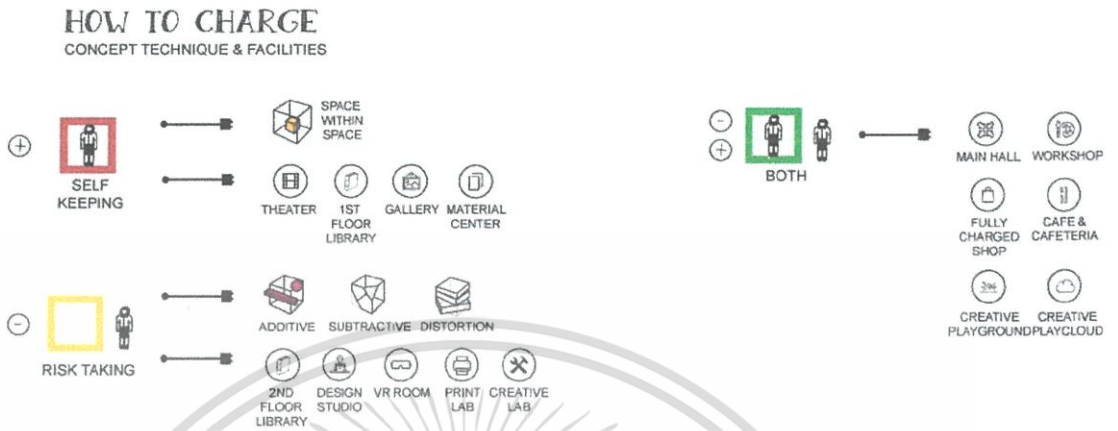 HOW TO CHARGE
CONCEPT TECHNIQUE & FACILITIES
SPACE
WITHIN
SPACE
SELF
KEEPING
THEATER
1ST
FLOOR
LIBRARY
GALLERY
MATERIAL
CENTER
RISK TAKING
ADDITIVE
SUBTRACTIVE
DISTORTION
2ND
FLOOR
LIBRARY
DESIGN
STUDIO
VR ROOM
PRINT
LAB
CREATIVE
LAB
BOTH
MAIN HALL
WORKSHOP
FULLY
CHARGED
SHOP
CAFE &
CAFETERIA
CREATIVE
PLAYGROUND
CREATIVE
PLAYCLOUD